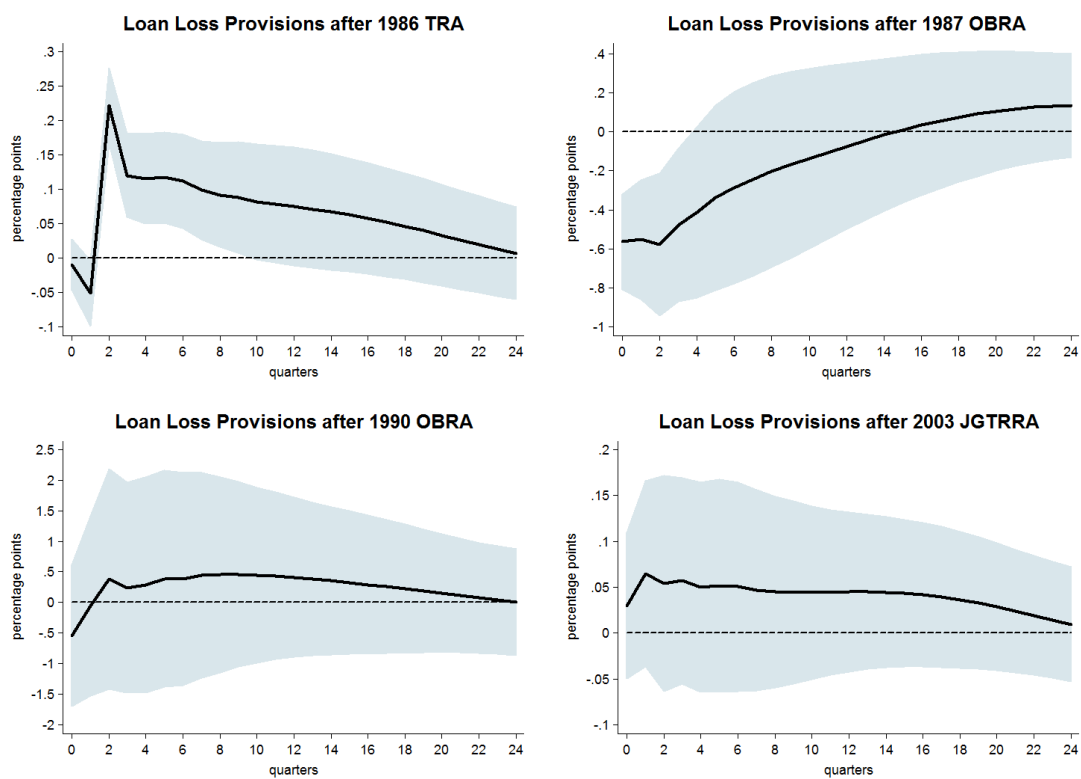 Loan Loss Provisions after 1986 TRA
percentage points
.3
.25
.2
.15
.1
.05
0
-.05
-.1
0 2 4 6 8 10 12 14 16 18 20 22 24
quarters
Loan Loss Provisions after 1987 OBRA
percentage points
.4
.2
0
-.2
-.4
-.6
-.8
-1
0 2 4 6 8 10 12 14 16 18 20 22 24
quarters
Loan Loss Provisions after 1990 OBRA
percentage points
2.5
2
1.5
1
.5
0
-.5
-1
-1.5
-2
0 2 4 6 8 10 12 14 16 18 20 22 24
quarters
Loan Loss Provisions after 2003 JGTRRA
percentage points
.2
.15
.1
.05
0
-.05
-.1
0 2 4 6 8 10 12 14 16 18 20 22 24
quarters